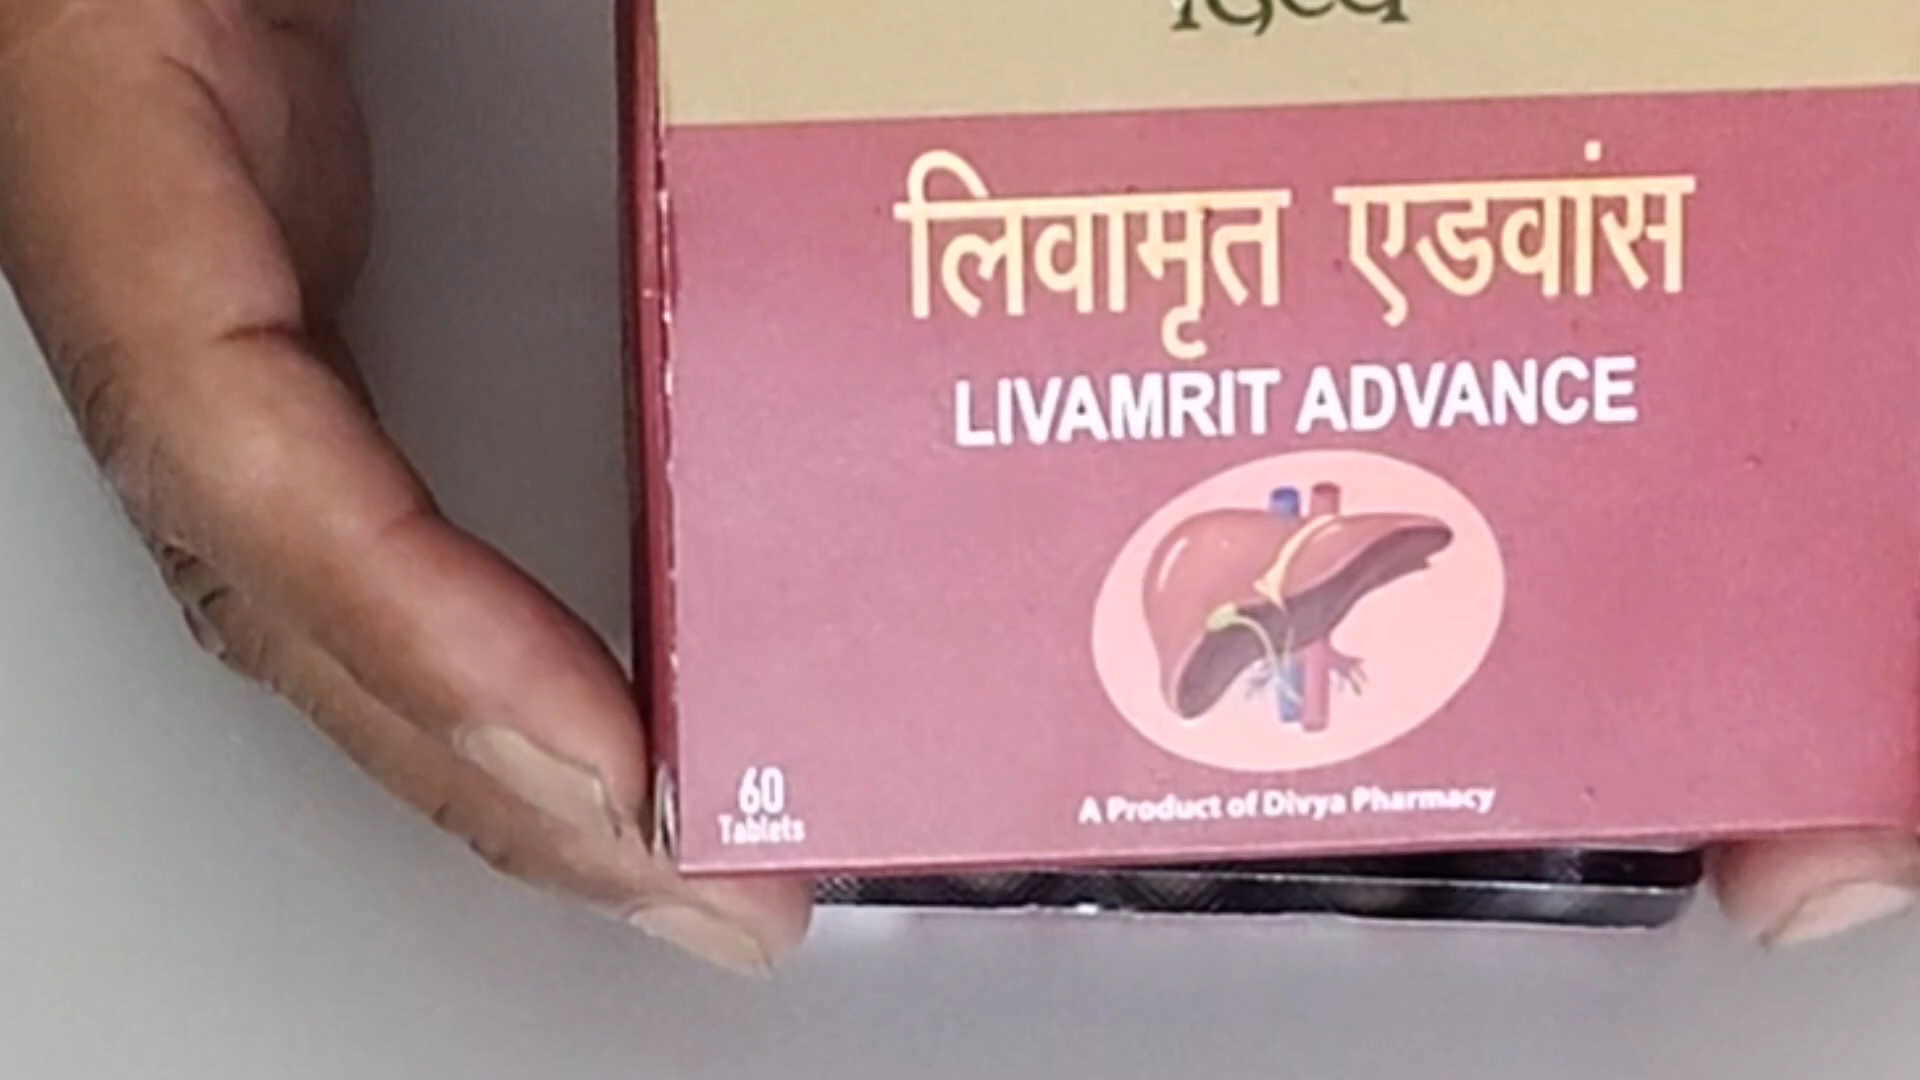 दिव्य
लिवामृत एडवांस
LIVAMRIT ADVANCE
60
Tablets
A Product of Divya Pharmacy